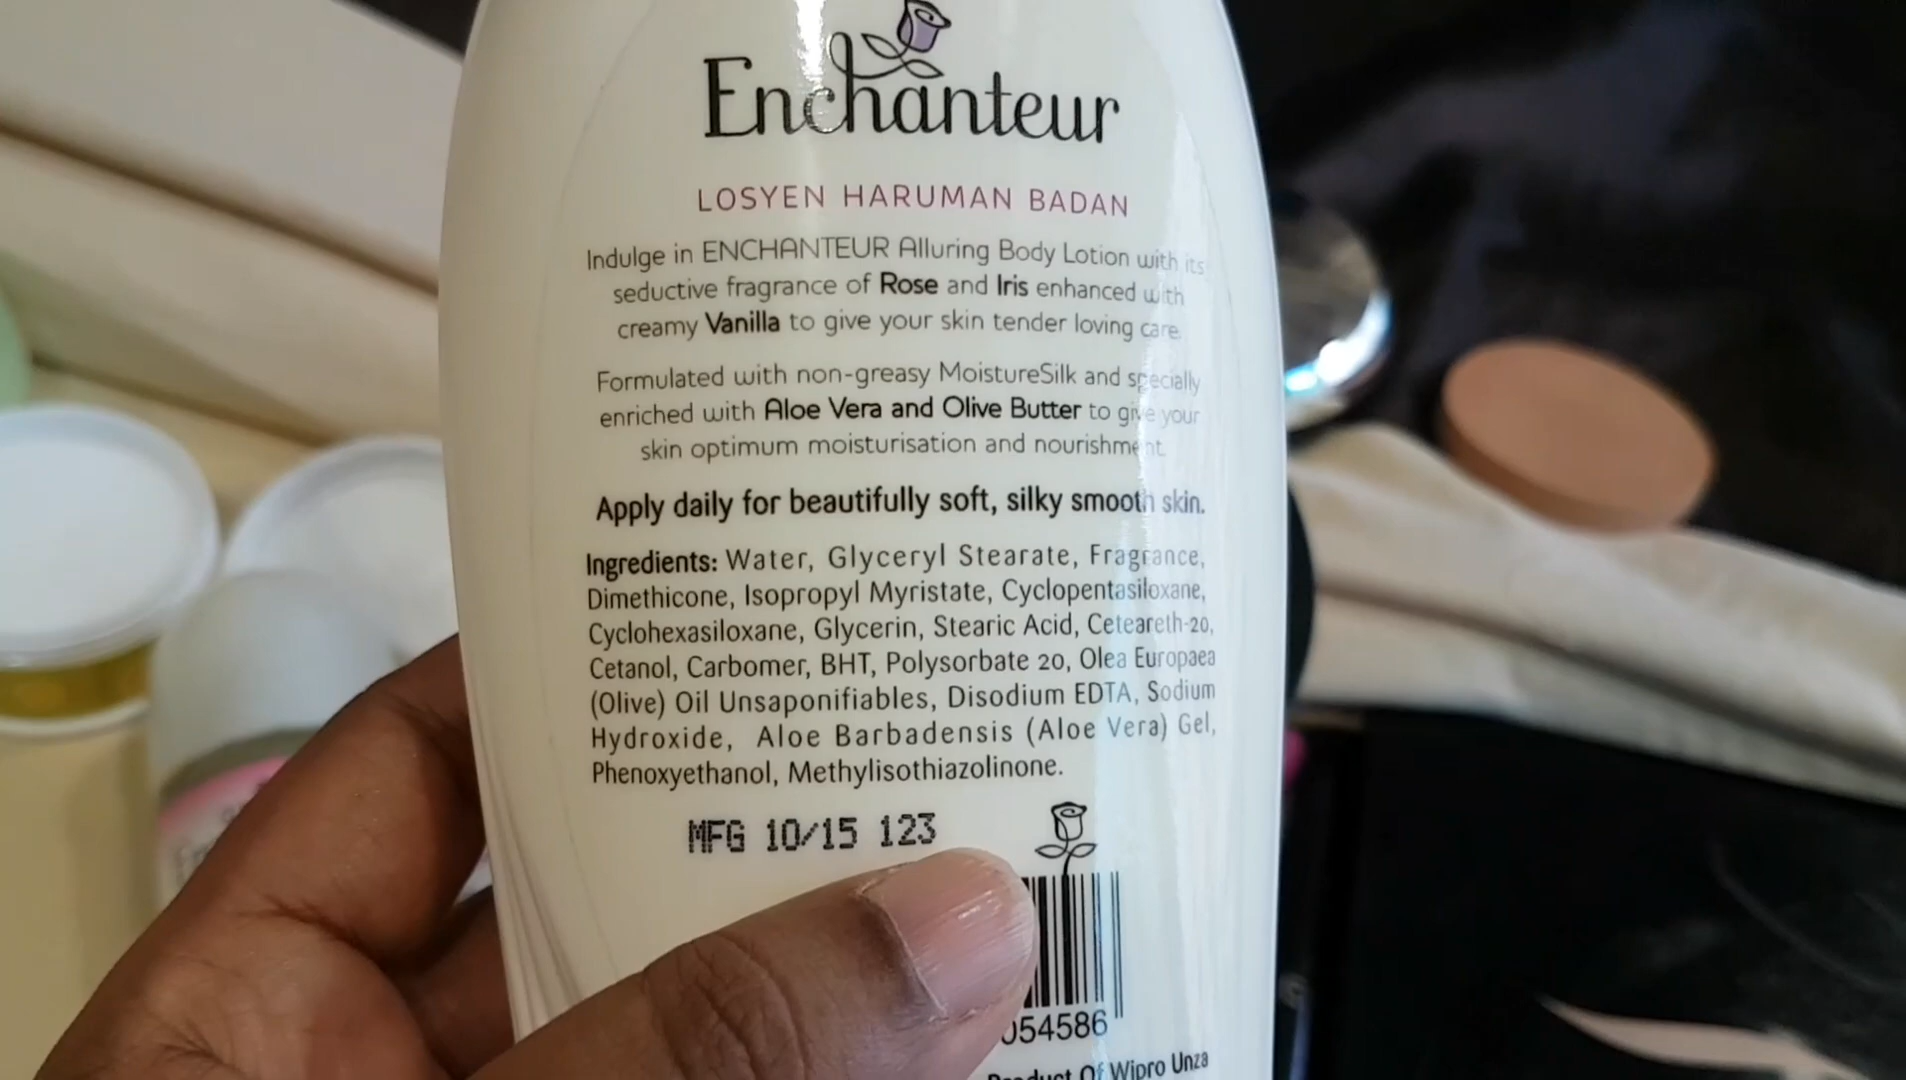 Enchanteur
LOSYEN HARUMAN BADAN
Indulge in ENCHANTEUR Alluring Body Lotion with its
seductive fragrance of Rose and Iris enhanced with
creamy Vanilla to give your skin tender loving care.
Formulated with non-greasy MoistureSilk and specially
enriched with Aloe Vera and Olive Butter to give your
skin optimum moisturisation and nourishment.
Apply daily for beautifully soft, silky smooth skin.
Ingredients: Water, Glyceryl Stearate, Fragrance,
Dimethicone, Isopropyl Myristate, Cyclopentasiloxane,
Cyclohexasiloxane, Glycerin, Stearic Acid, Ceteareth-20,
Cetanol, Carbomer, BHT, Polysorbate 20, Olea Europaea
(Olive) Oil Unsaponifiables, Disodium EDTA, Sodium
Hydroxide, Aloe Barbadensis (Aloe Vera) Gel,
Phenoxyethanol, Methylisothiazolinone.
MFG 10/15 123
054586
Product Of Wipro Unza